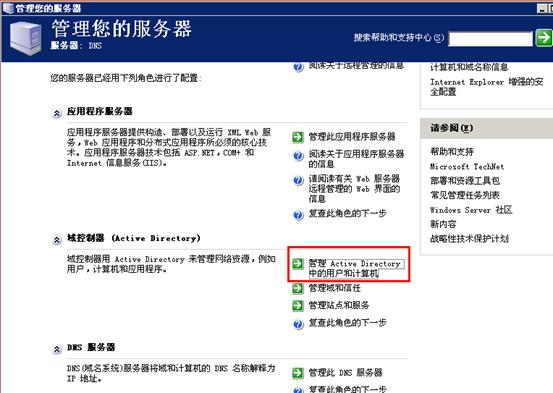 管理您的服务器
管理您的服务器
服务器: DNS
搜索帮助和支持中心(S)
阅读关于远程管理的信息
您的服务器已经用下列角色进行了配置:
应用程序服务器
应用程序服务器提供构造、部署以及运行 XML Web 服
务,Web 应用程序和分布式应用程序所必须的核心技
术。应用程序服务器技术包括 ASP.NET,COM+ 和
Internet 信息服务(IIS)。
管理此应用程序服务器
阅读关于应用程序服务器
的信息
请阅读有关 Web 服务器
远程管理的 Web 界面的
信息
复查此角色的下一步
域控制器 (Active Directory)
域控制器用 Active Directory 来管理网络资源,例如
用户,计算机和应用程序。
管理 Active Directory
中的用户和计算机
管理域和信任
管理站点和服务
复查此角色的下一步
DNS 服务器
DNS(域名系统)服务器将域和计算机的 DNS 名称解释为
IP 地址。
管理此 DNS 服务器
复查此角色的下一步
计算机和域名信息
Internet Explorer 增强的
安全配置
请参阅(E)
帮助和支持
Microsoft TechNet
部署和资源工具包
常见管理任务列表
Windows Server 社区
新内容
战略性技术保护计划